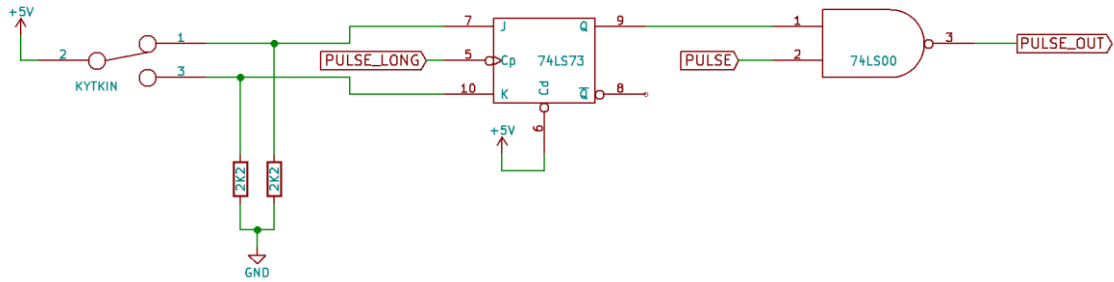 +5V
2
1
3
KYTKIN
7
J
Q
9
PULSE_LONG
5
Cp
74LS73
10
K
Cd
Q
8
6
+5V
PULSE
1
2
74LS00
3
PULSE_OUT
2K2
2K2
GND